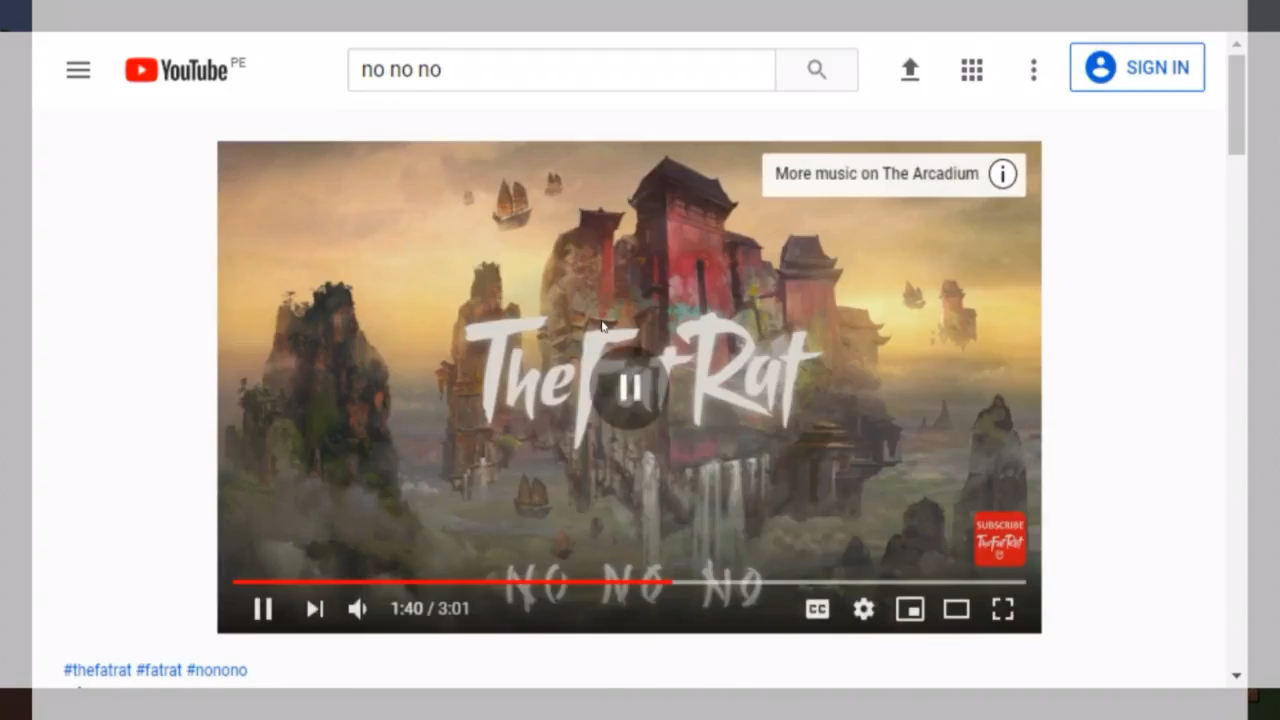 YouTube PE
no no no
SIGN IN
More music on The Arcadium
TheFatRat
SUBSCRIBE
TheFatRat
NO NO NO
1:40 / 3:01
CC
#thefatrat #fatrat #nonono